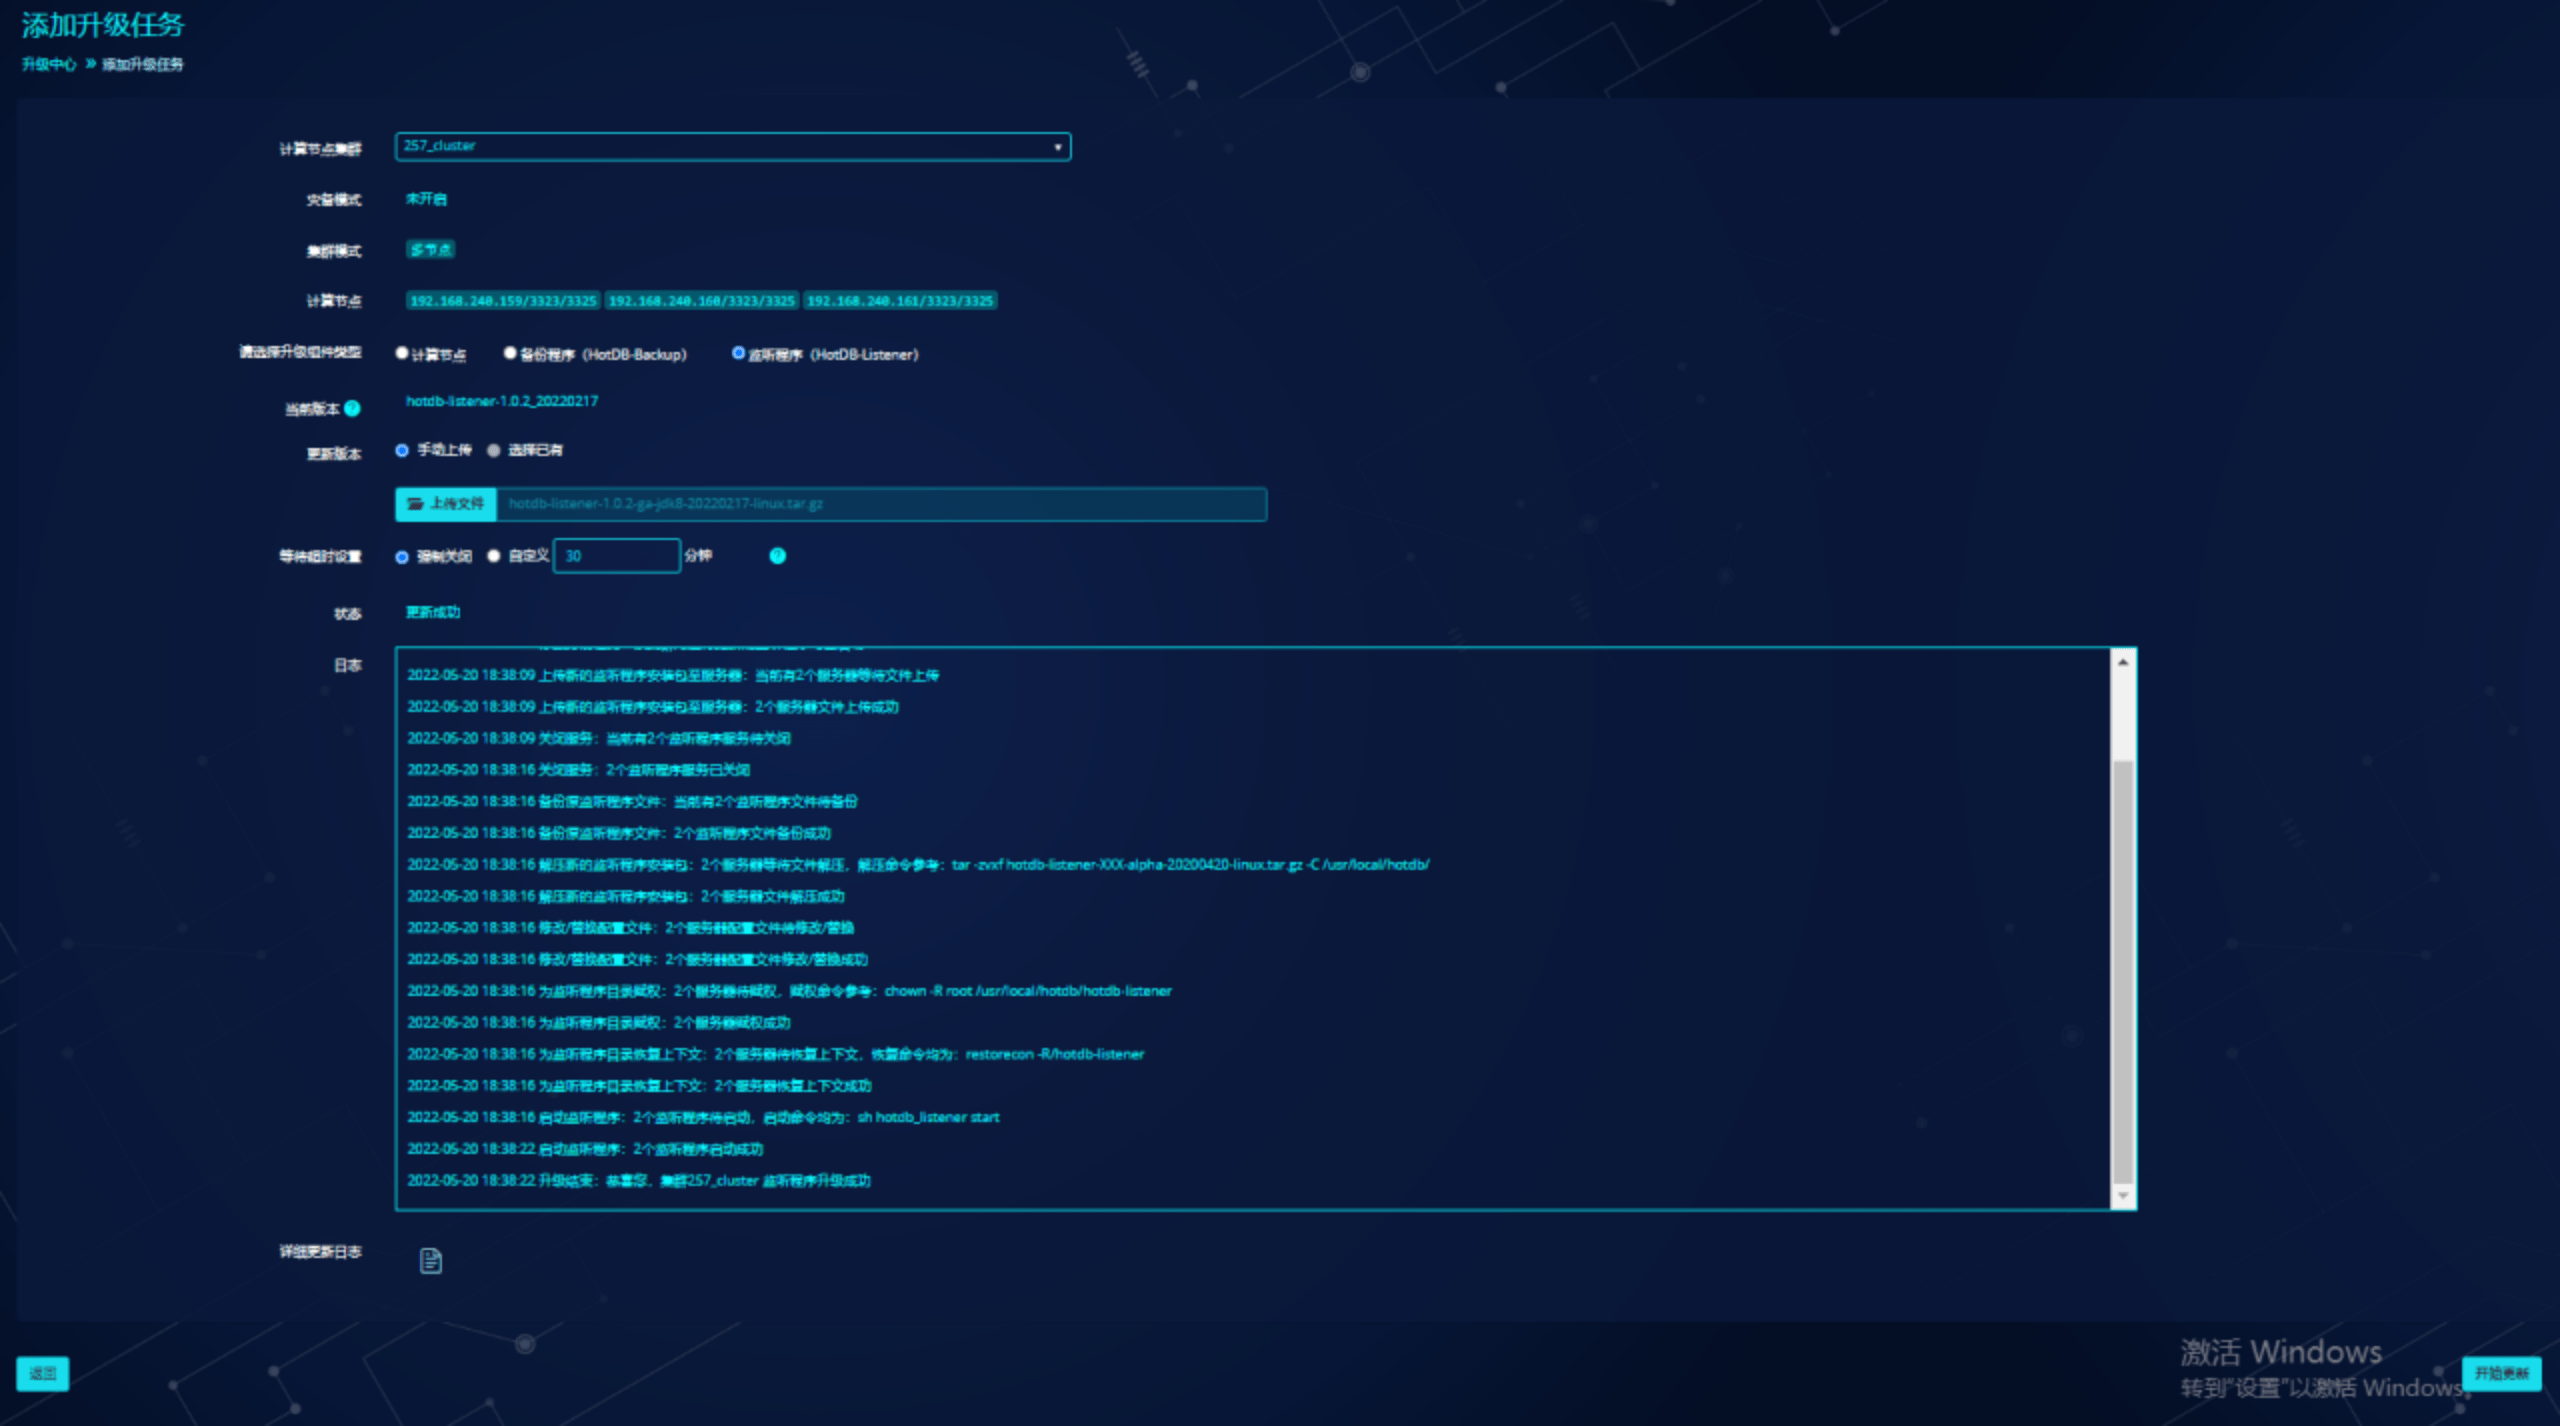 添加升级任务
升级中心 » 添加升级任务
计算节点集群 257_cluster
灾备模式 未开启
集群模式 多节点
计算节点 192.168.240.159/3323/3325 192.168.240.160/3323/3325 192.168.240.161/3323/3325
请选择升级组件类型 计算节点 备份程序（HotDB-Backup） 监听程序（HotDB-Listener）
当前版本 ? hotdb-listener-1.0.2_20220217
更新版本 手动上传 选择已有
上传文件 hotdb-listener-1.0.2-ga-jdk8-20220217-linux.tar.gz
等待超时设置 强制关闭 自定义 30 分钟 ?
状态 更新成功
日志
2022-05-20 18:38:09 上传新的监听程序安装包至服务器：当前有2个服务器等待文件上传
2022-05-20 18:38:09 上传新的监听程序安装包至服务器：2个服务器文件上传成功
2022-05-20 18:38:09 关闭服务：当前有2个监听程序服务待关闭
2022-05-20 18:38:16 关闭服务：2个监听程序服务已关闭
2022-05-20 18:38:16 备份原监听程序文件：当前有2个监听程序文件待备份
2022-05-20 18:38:16 备份原监听程序文件：2个监听程序文件备份成功
2022-05-20 18:38:16 解压新的监听程序安装包：2个服务器等待文件解压，解压命令参考：tar -zvxf hotdb-listener-XXX-alpha-20200420-linux.tar.gz -C /usr/local/hotdb/
2022-05-20 18:38:16 解压新的监听程序安装包：2个服务器文件解压成功
2022-05-20 18:38:16 修改/替换配置文件：2个服务器配置文件待修改/替换
2022-05-20 18:38:16 修改/替换配置文件：2个服务器配置文件修改/替换成功
2022-05-20 18:38:16 为监听程序目录赋权：2个服务器待赋权，赋权命令参考：chown -R root /usr/local/hotdb/hotdb-listener
2022-05-20 18:38:16 为监听程序目录赋权：2个服务器赋权成功
2022-05-20 18:38:16 为监听程序目录恢复上下文：2个服务器待恢复上下文，恢复命令均为：restorecon -R/hotdb-listener
2022-05-20 18:38:16 为监听程序目录恢复上下文：2个服务器恢复上下文成功
2022-05-20 18:38:16 启动监听程序：2个监听程序待启动，启动命令均为：sh hotdb_listener start
2022-05-20 18:38:22 启动监听程序：2个监听程序启动成功
2022-05-20 18:38:22 升级结束：恭喜您，集群257_cluster 监听程序升级成功
详细更新日志
激活 Windows
转到"设置"以激活 Windows
返回 开始更新